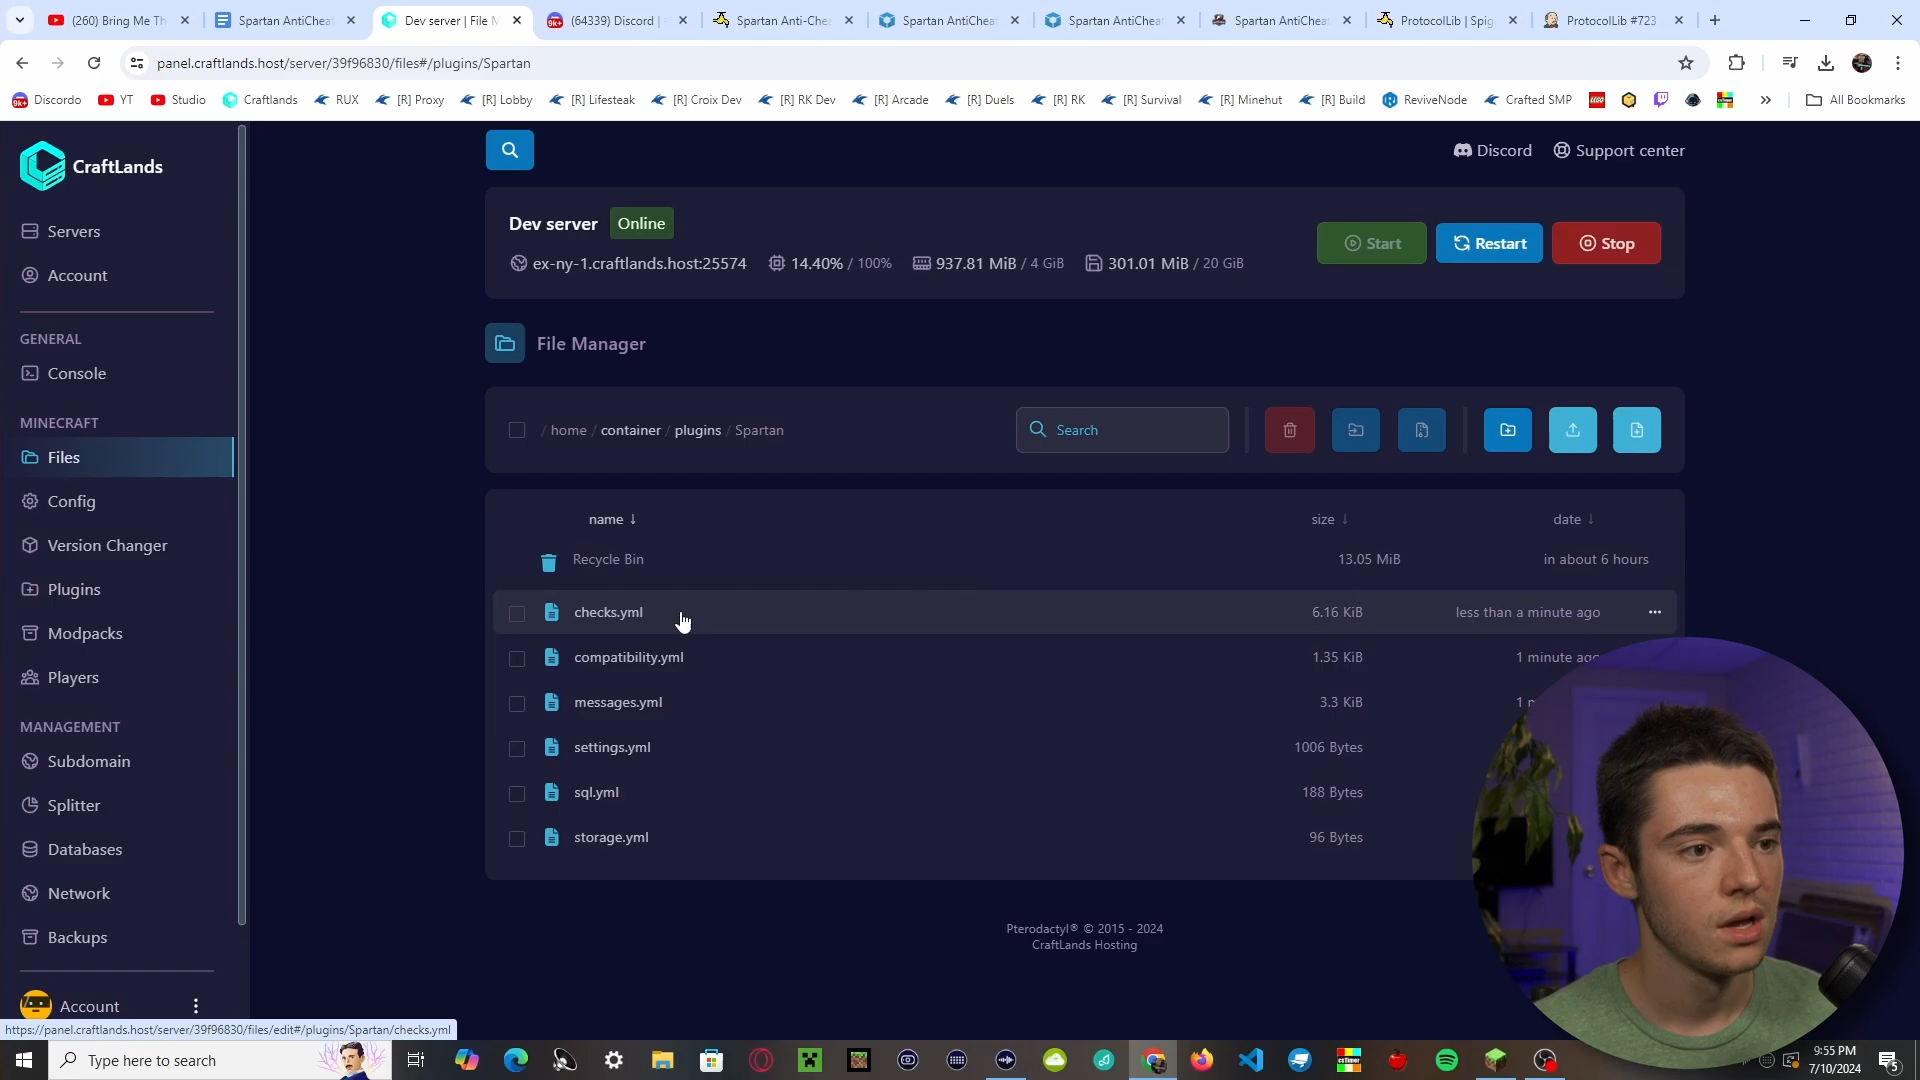 (260) Bring Me Th
Spartan AntiChea
Dev server | File M
(64339) Discord |
Spartan Anti-Che
Spartan AntiChea
Spartan AntiChea
Spartan AntiChea
ProtocolLib | Spig
ProtocolLib #723
panel.craftlands.host/server/39f96830/files#/plugins/Spartan
Discordo
YT
Studio
Craftlands
RUX
[R] Proxy
[R] Lobby
[R] Lifesteak
[R] Croix Dev
[R] RK Dev
[R] Arcade
[R] Duels
[R] RK
[R] Survival
[R] Minehut
[R] Build
ReviveNode
Crafted SMP
All Bookmarks
CraftLands
Servers
Account
GENERAL
Console
MINECRAFT
Files
Config
Version Changer
Plugins
Modpacks
Players
MANAGEMENT
Subdomain
Splitter
Databases
Network
Backups
Account
Discord
Support center
Dev server Online
ex-ny-1.craftlands.host:25574 14.40% / 100% 937.81 MiB / 4 GiB 301.01 MiB / 20 GiB
Start
Restart
Stop
File Manager
/ home / container / plugins / Spartan
Search
name ↓ size ↓ date ↓
Recycle Bin 13.05 MiB in about 6 hours
checks.yml 6.16 KiB less than a minute ago
compatibility.yml 1.35 KiB 1 minute ago
messages.yml 3.3 KiB 1
settings.yml 1006 Bytes
sql.yml 188 Bytes
storage.yml 96 Bytes
Pterodactyl® © 2015 - 2024
CraftLands Hosting
https://panel.craftlands.host/server/39f96830/files/edit#/plugins/Spartan/checks.yml
Type here to search
9:55 PM
7/10/2024
5